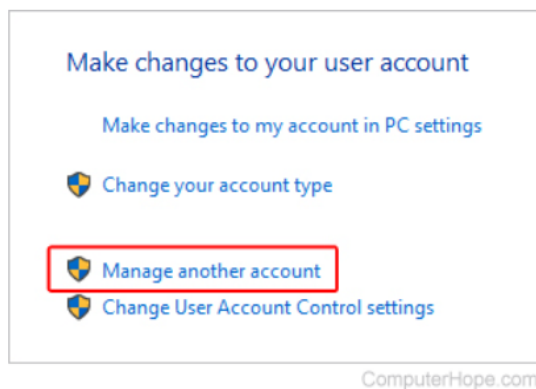 Make changes to your user account
Make changes to my account in PC settings
Change your account type
Manage another account
Change User Account Control settings
ComputerHope.com